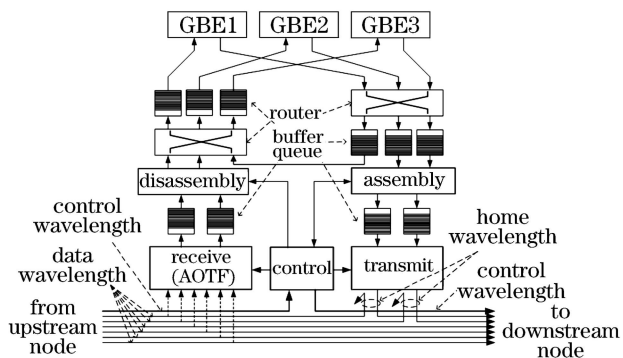 GBE1 GBE2 GBE3
router
buffer
queue
disassembly
assembly
control
wavelength
data
wavelength
receive
(AOTF)
control
transmit
home
wavelength
control
wavelength
from
upstream
node
to
downstream
node